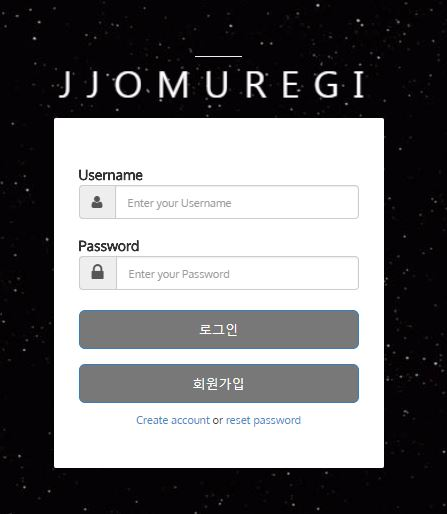 JJOMUREGI
Username
Enter your Username
Password
Enter your Password
로그인
회원가입
Create account or reset password